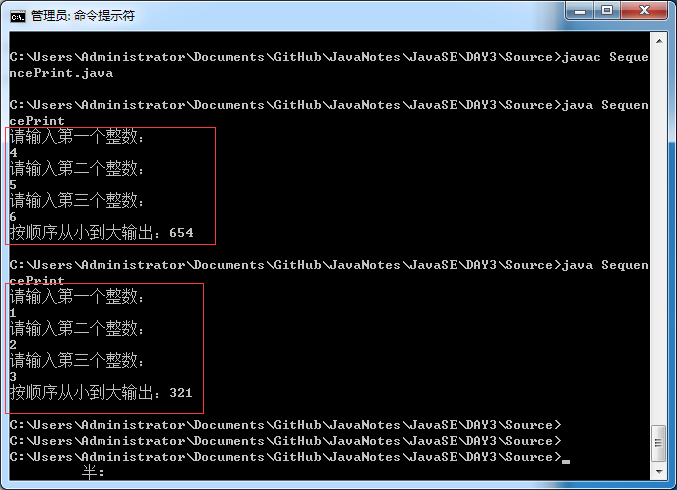 管理员: 命令提示符
C:\Users\Administrator\Documents\GitHub\JavaNotes\JavaSE\DAY3\Source>javac Seque
ncePrint.java
C:\Users\Administrator\Documents\GitHub\JavaNotes\JavaSE\DAY3\Source>java Sequen
cePrint
请输入第一个整数:
4
请输入第二个整数:
5
请输入第三个整数:
6
按顺序从小到大输出: 654
C:\Users\Administrator\Documents\GitHub\JavaNotes\JavaSE\DAY3\Source>java Sequen
cePrint
请输入第一个整数:
1
请输入第二个整数:
2
请输入第三个整数:
3
按顺序从小到大输出: 321
C:\Users\Administrator\Documents\GitHub\JavaNotes\JavaSE\DAY3\Source>
C:\Users\Administrator\Documents\GitHub\JavaNotes\JavaSE\DAY3\Source>
C:\Users\Administrator\Documents\GitHub\JavaNotes\JavaSE\DAY3\Source>_
半: